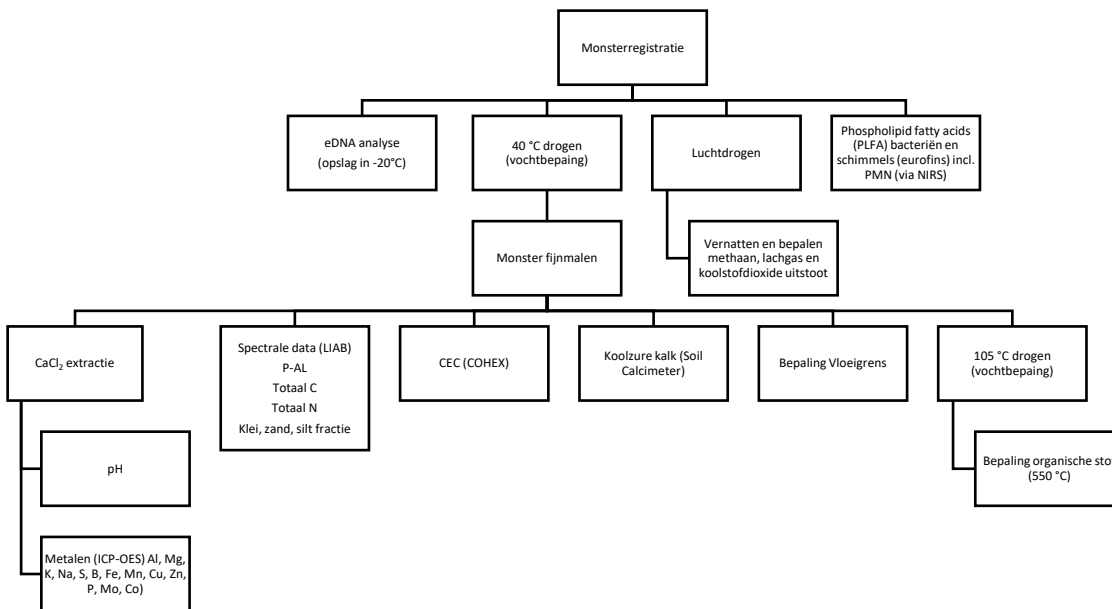 Monsterregistratie
eDNA analyse
(opslag in -20°C)
40 °C drogen
(vochtbepaing)
Luchtdrogen
Phospholipid fatty acids
(PLFA) bacteriën en
schimmels (eurofins) incl.
PMN (via NIRS)
Monster fijnmalen
Vernatten en bepalen
methaan, lachgas en
koolstofdioxide uitstoot
CaCl₂ extractie
Spectrale data (LIAB)
P-AL
Totaal C
Totaal N
Klei, zand, silt fractie
CEC (COHEX)
Koolzure kalk (Soil
Calcimeter)
Bepaling Vloeigrens
105 °C drogen
(vochtbepaing)
pH
Bepaling organische stof
(550 °C)
Metalen (ICP-OES) Al, Mg,
K, Na, S, B, Fe, Mn, Cu, Zn,
P, Mo, Co)